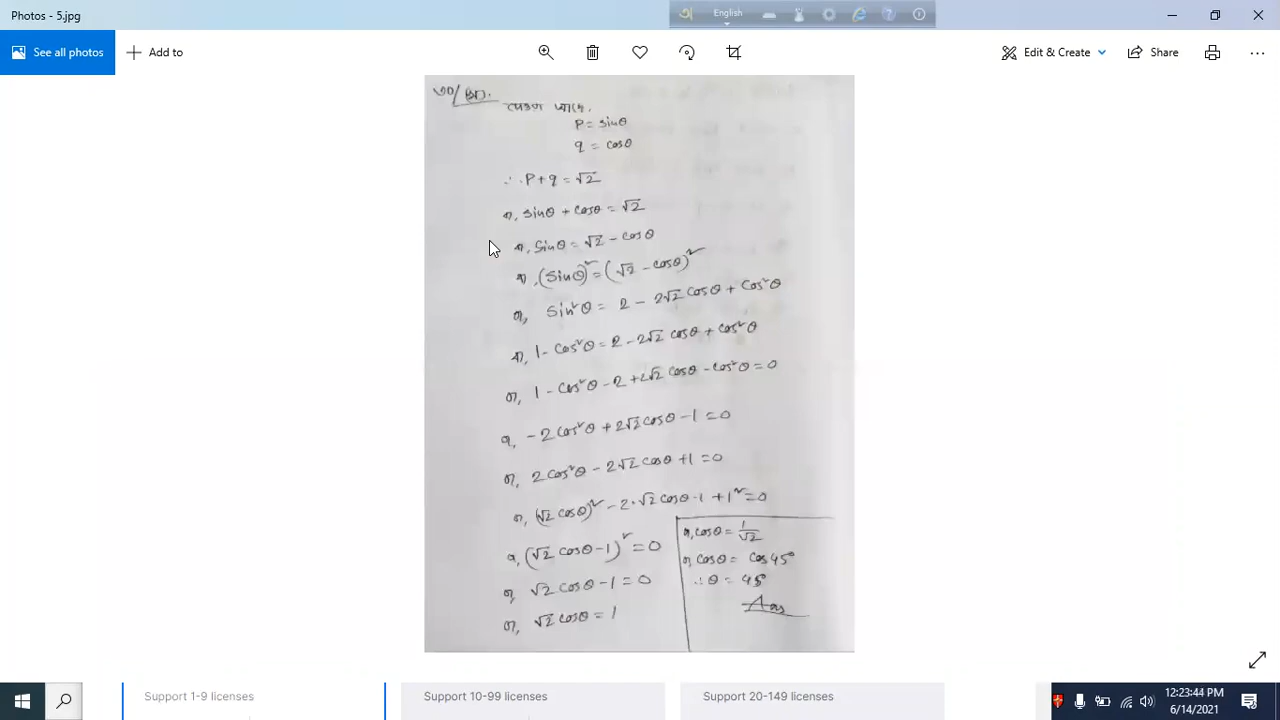 Photos - 5.jpg
অ English
See all photos
Add to
Edit & Create
Share
৩০/
P = sinθ
q = cosθ
∴ P + q = √2
বা, sinθ + cosθ = √2
বা, sinθ = √2 - cosθ
বা, (sinθ)² = (√2 - cosθ)²
বা, sin²θ = 2 - 2√2 cosθ + cos²θ
বা, 1 - cos²θ = 2 - 2√2 cosθ + cos²θ
বা, 1 - cos²θ - 2 + 2√2 cosθ - cos²θ = 0
বা, -2cos²θ + 2√2 cosθ - 1 = 0
বা, 2cos²θ - 2√2 cosθ + 1 = 0
বা, (√2 cosθ)² - 2·√2 cosθ·1 + 1² = 0
বা, (√2 cosθ - 1)² = 0
বা, √2 cosθ - 1 = 0
বা, √2 cosθ = 1
বা, cosθ = 1/√2
বা, cosθ = cos45°
∴ θ = 45°
Ans
Support 1-9 licenses
Support 10-99 licenses
Support 20-149 licenses
12:23:44 PM
6/14/2021